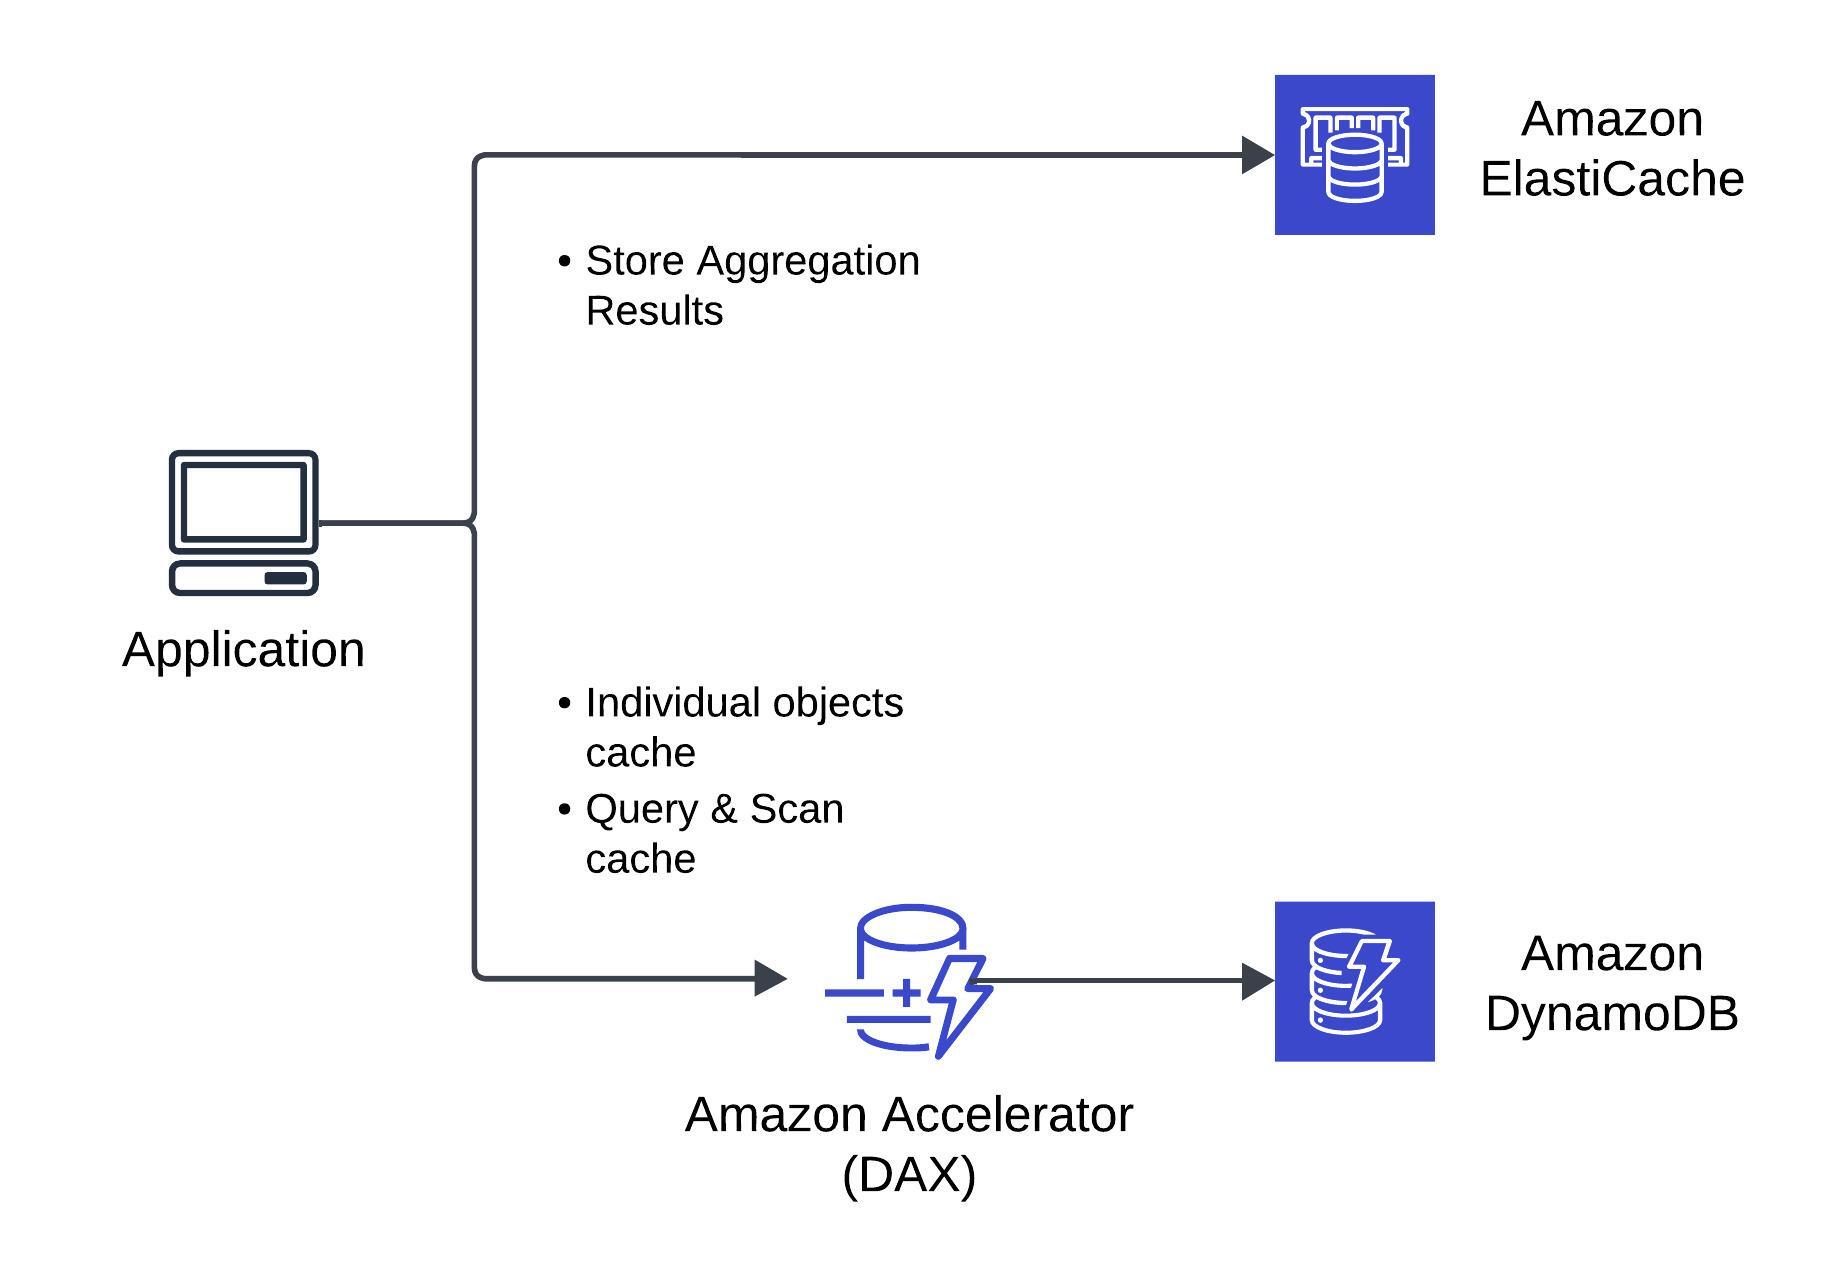 Amazon
ElastiCache
• Store Aggregation
Results
Application
• Individual objects
cache
• Query & Scan
cache
Amazon
DynamoDB
Amazon Accelerator
(DAX)